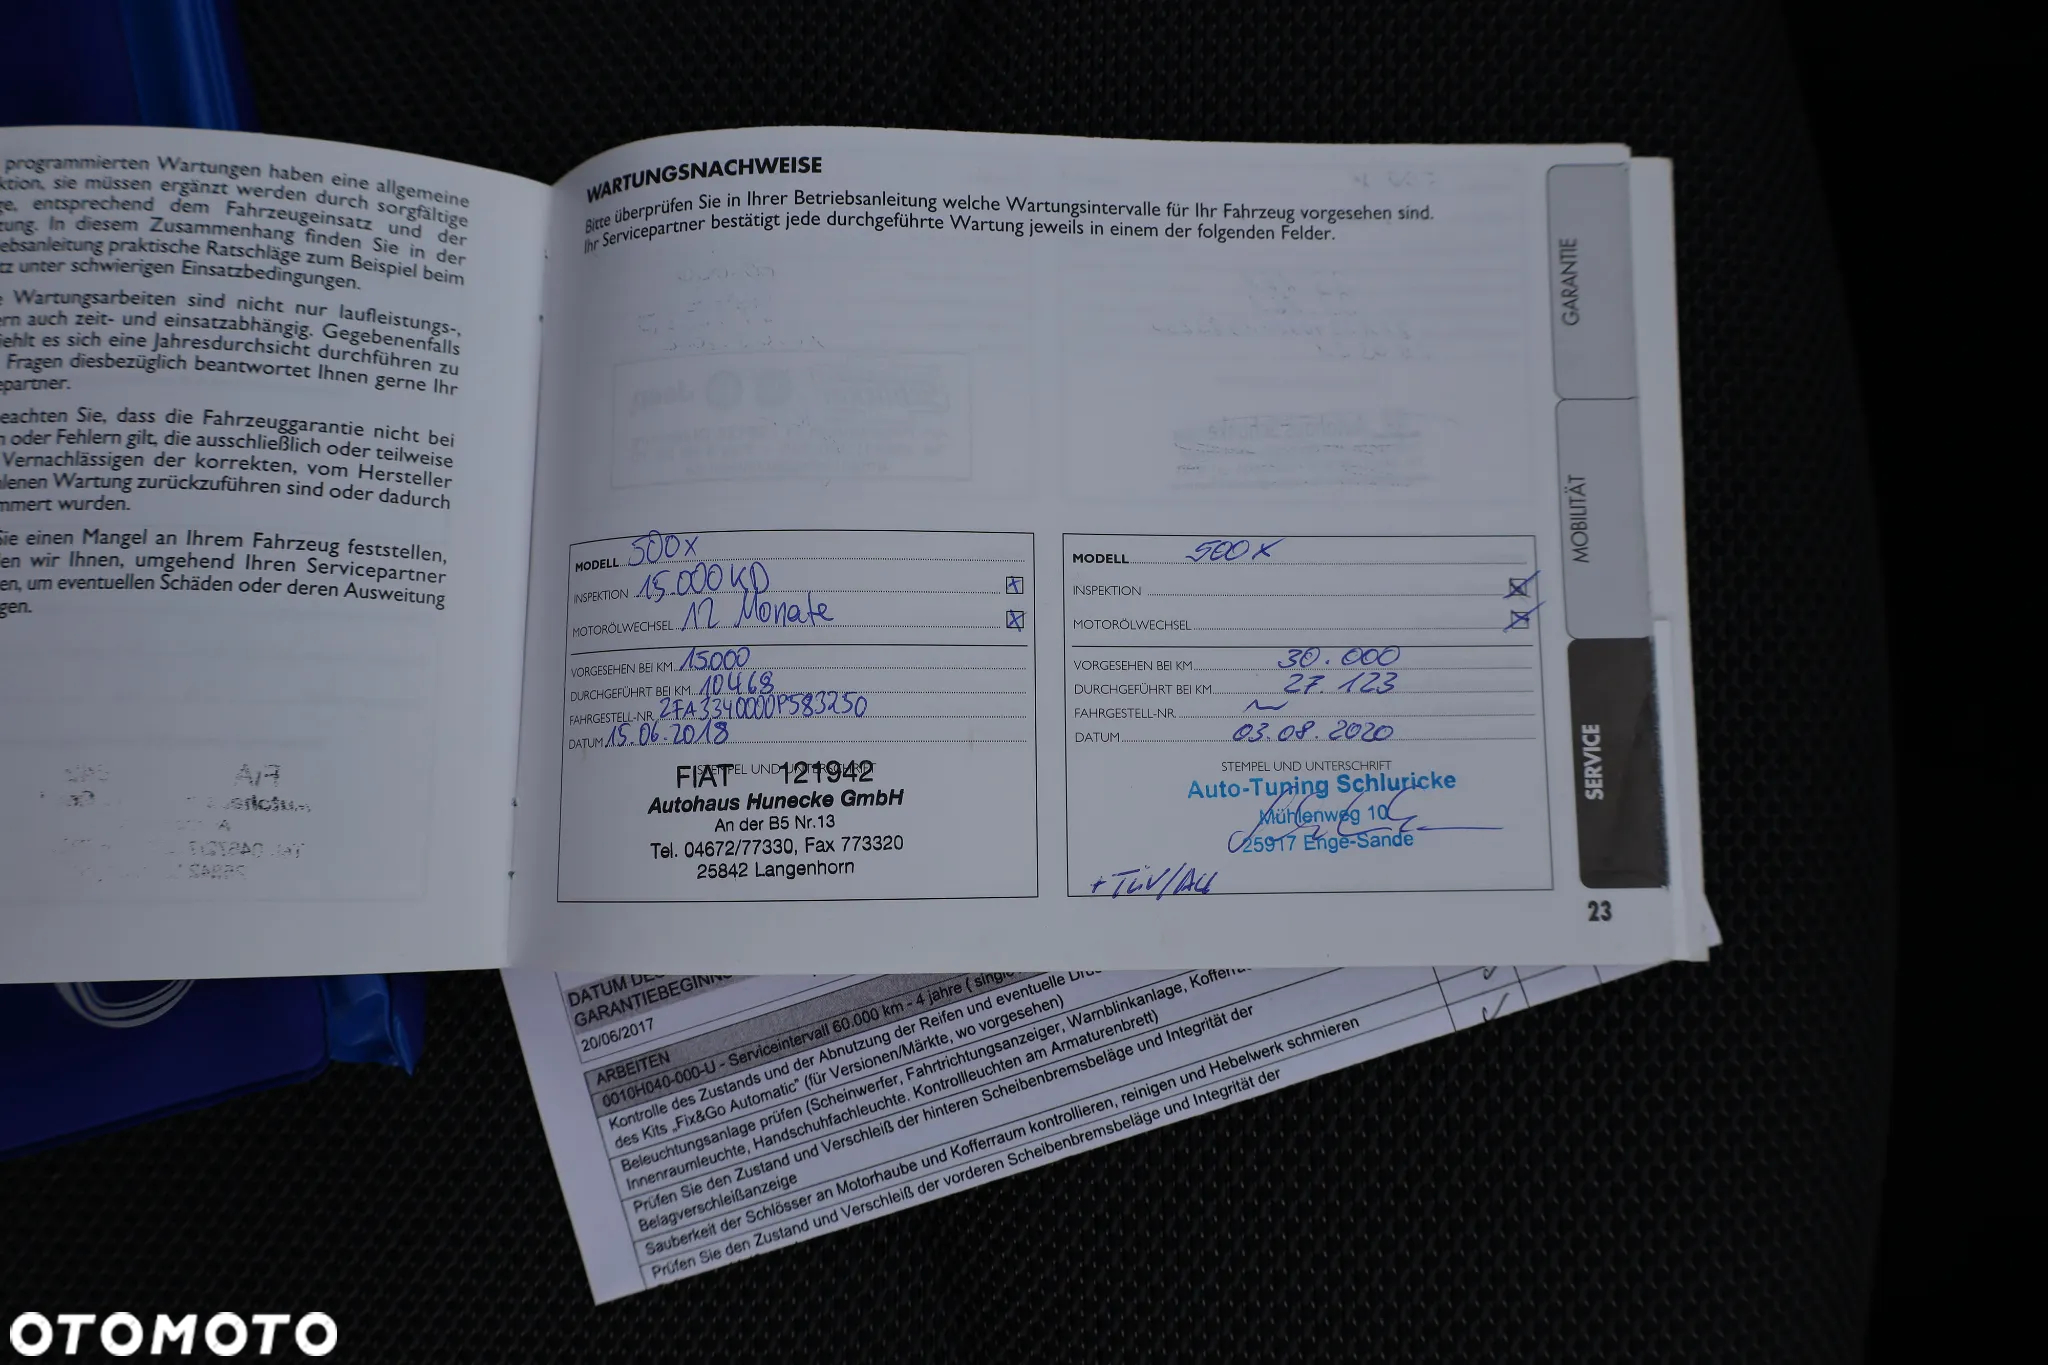 programmierten Wartungen haben eine allgemeine
ktion, sie müssen ergänzt werden durch sorgfältige
ge, entsprechend dem Fahrzeugeinsatz und der
tung. In diesem Zusammenhang finden Sie in der
ebsanleitung praktische Ratschläge zum Beispiel beim
tz unter schwierigen Einsatzbedingungen.
e Wartungsarbeiten sind nicht nur laufleistungs-,
ern auch zeit- und einsatzabhängig. Gegebenenfalls
iehlt es sich eine Jahresdurchsicht durchführen zu
Fragen diesbezüglich beantwortet Ihnen gerne Ihr
epartner.
eachten Sie, dass die Fahrzeuggarantie nicht bei
n oder Fehlern gilt, die ausschließlich oder teilweise
Vernachlässigen der korrekten, vom Hersteller
lenen Wartung zurückzuführen sind oder dadurch
mmert wurden.
Sie einen Mangel an Ihrem Fahrzeug feststellen,
len wir Ihnen, umgehend Ihren Servicepartner
en, um eventuellen Schäden oder deren Ausweitung
gen.
WARTUNGSNACHWEISE
Bitte überprüfen Sie in Ihrer Betriebsanleitung welche Wartungsintervalle für Ihr Fahrzeug vorgesehen sind.
Ihr Servicepartner bestätigt jede durchgeführte Wartung jeweils in einem der folgenden Felder.
MODELL 500X
INSPEKTION 15.000 KD X
MOTORÖLWECHSEL 12 Monate X
VORGESEHEN BEI KM 15000
DURCHGEFÜHRT BEI KM 10468
FAHRGESTELL-NR. ZFA3340000P583250
DATUM 15.06.2018
STEMPEL UND UNTERSCHRIFT
FIAT 121942
Autohaus Hunecke GmbH
An der B5 Nr.13
Tel. 04672/77330, Fax 773320
25842 Langenhorn
MODELL 500X
INSPEKTION X
MOTORÖLWECHSEL X
VORGESEHEN BEI KM 30.000
DURCHGEFÜHRT BEI KM 27.123
FAHRGESTELL-NR. ~
DATUM 03.08.2020
STEMPEL UND UNTERSCHRIFT
Auto-Tuning Schluricke
Mühlenweg 10
25917 Enge-Sande
+ TÜV/AU
GARANTIE
MOBILITÄT
SERVICE
23
DATUM DES
GARANTIEBEGINN
20/06/2017
ARBEITEN
0010H040-000-U - Serviceintervall 60.000 km - 4 jahre ( single
Kontrolle des Zustands und der Abnutzung der Reifen und eventuelle
des Kits „Fix&Go Automatic" (für Versionen/Märkte, wo vorgesehen)
Beleuchtungsanlage prüfen (Scheinwerfer, Fahrtrichtungsanzeiger, Warnblinkanlage, Kofferra
Innenraumleuchte, Handschuhfachleuchte. Kontrollleuchten am Armaturenbrett)
Prüfen Sie den Zustand und Verschleiß der hinteren Scheibenbremsbeläge und Integrität der
Belagverschleißanzeige
Sauberkeit der Schlösser an Motorhaube und Kofferraum kontrollieren, reinigen und Hebelwerk schmieren
Prüfen Sie den Zustand und Verschleiß der vorderen Scheibenbremsbeläge und Integrität der
OTOMOTO